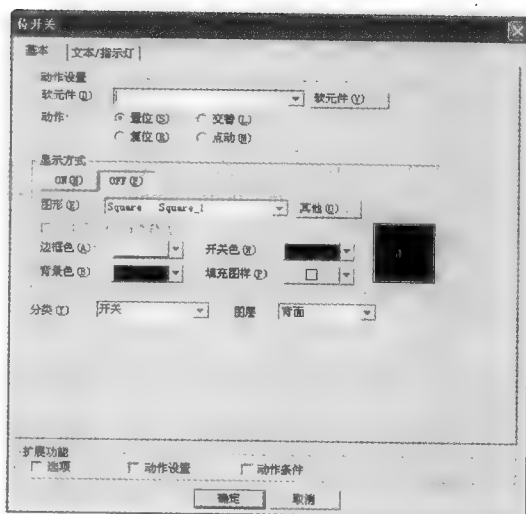 位开关
基本 文本/指示灯
动作设置
软元件(D) 软元件(V)
动作: 置位(S) 交替(L)
复位(R) 点动(M)
显示方式
ON(N) OFF(F)
图形(E) Square Square_1 其他(O)
边框色(A) 开关色(W)
背景色(B) 填充图样(P)
分类(T) 开关 图层 背面
扩展功能
选项 动作设置 动作条件
确定 取消